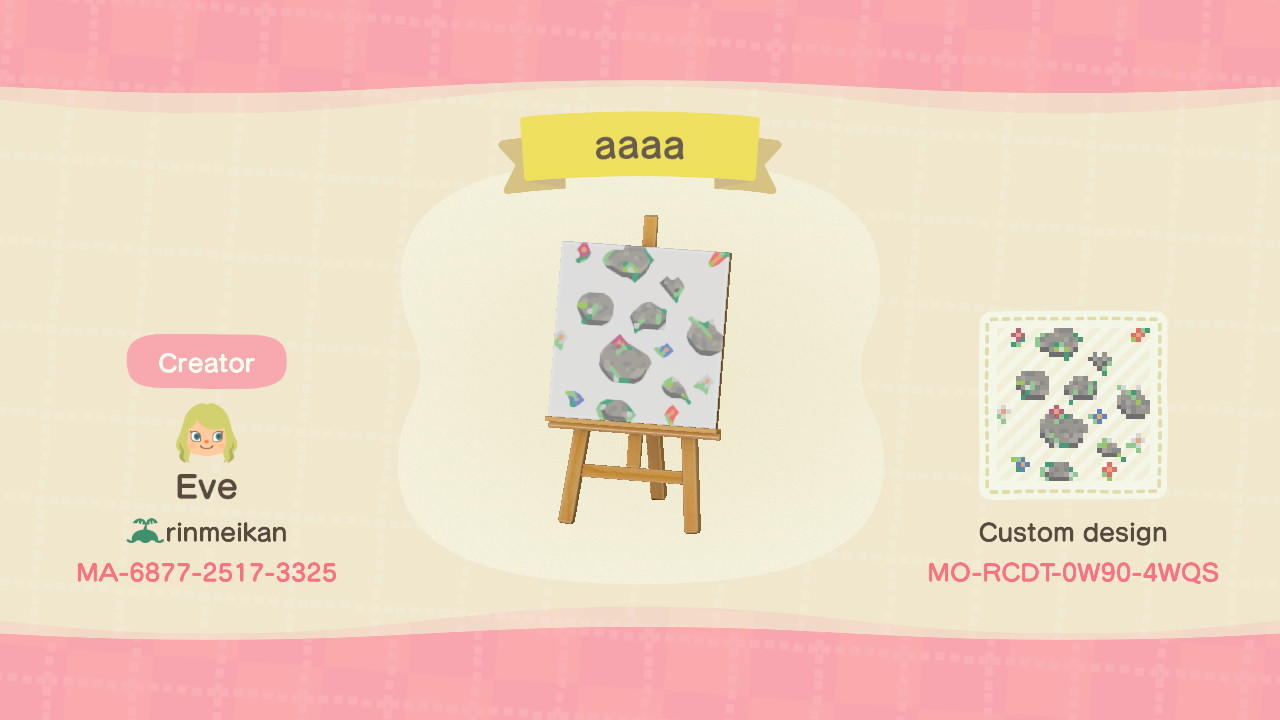 aaaa
Creator
Eve
rinmeikan
MA-6877-2517-3325
Custom design
MO-RCDT-0W90-4WQS